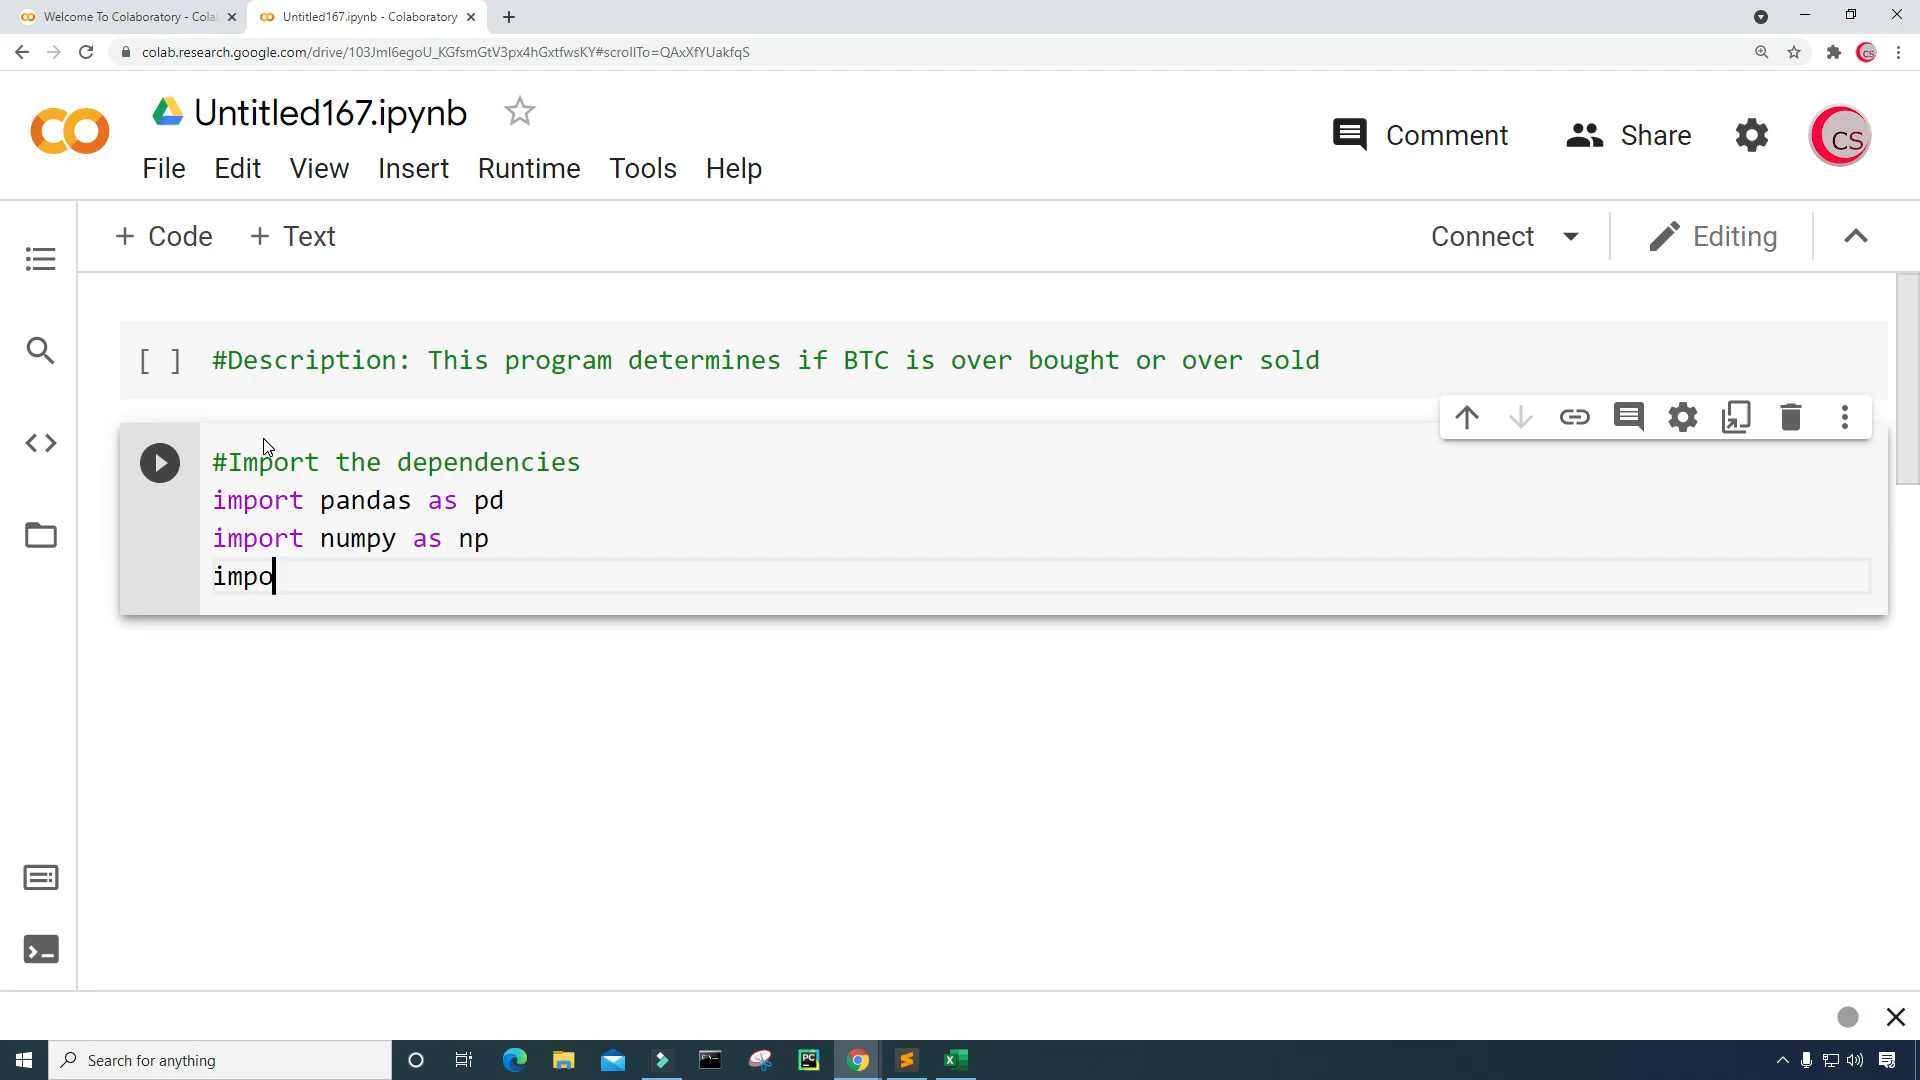 Welcome To Colaboratory - Cola
Untitled167.ipynb - Colaboratory
colab.research.google.com/drive/103JmI6egoU_KGfsmGtV3px4hGxtfwsKY#scrollTo=QAxXfYUakfqS
CS
Untitled167.ipynb
Comment
Share
CS
File Edit View Insert Runtime Tools Help
+ Code + Text
Connect
Editing
[ ] #Description: This program determines if BTC is over bought or over sold
#Import the dependencies
import pandas as pd
import numpy as np
impo
Search for anything
PC